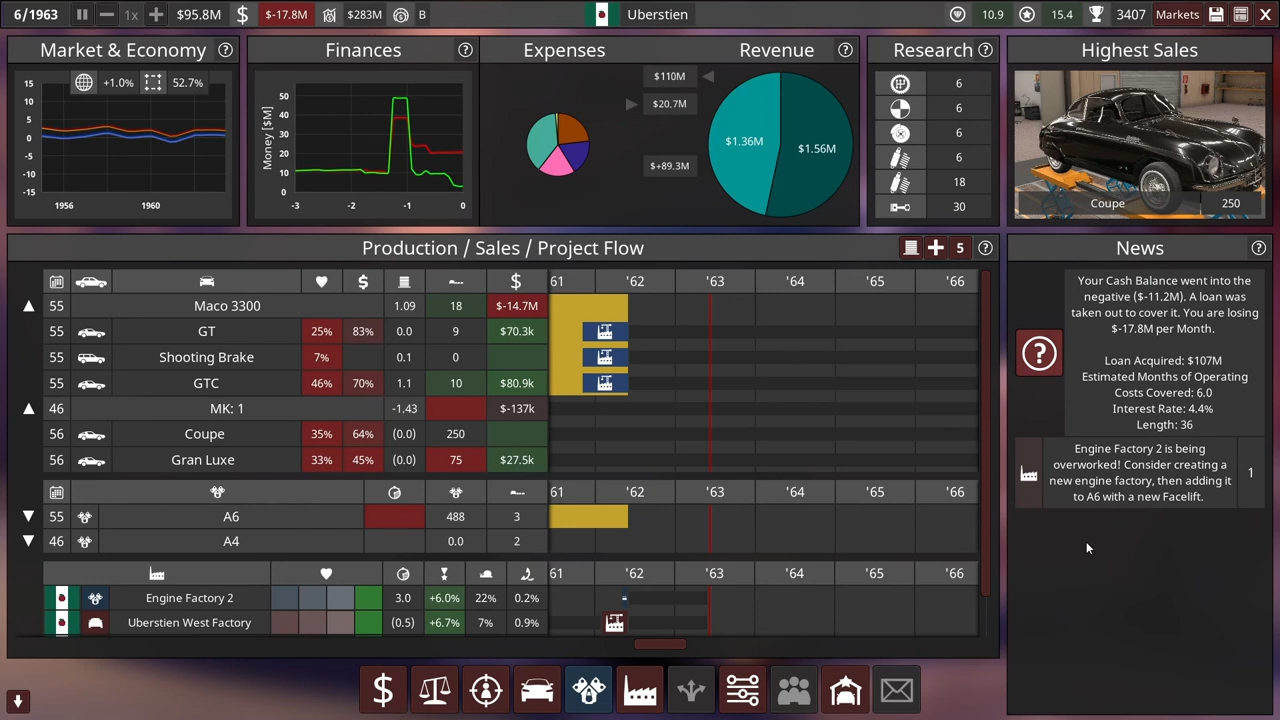 6/1963 1x $95.8M $ $-17.8M $283M B Uberstien 10.9 15.4 3407 Markets
Market & Economy
+1.0% 52.7%
15
10
5
0
-5
-10
-15
1956 1960
Finances
Money [$M]
50
40
30
20
10
0
-3 -2 -1 0
Expenses Revenue
$110M
$20.7M
$+89.3M
$1.36M
$1.56M
Research
6
6
6
6
18
30
Highest Sales
Coupe 250
Production / Sales / Project Flow 5
$ $ 61 '62 '63 '64 '65 '66
55 Maco 3300 1.09 18 $-14.7M
55 GT 25% 83% 0.0 9 $70.3k
55 Shooting Brake 7% 0.1 0
55 GTC 46% 70% 1.1 10 $80.9k
46 MK: 1 -1.43 $-137k
56 Coupe 35% 64% (0.0) 250
56 Gran Luxe 33% 45% (0.0) 75 $27.5k
61 '62 '63 '64 '65 '66
55 A6 488 3
46 A4 0.0 2
61 '62 '63 '64 '65 '66
Engine Factory 2 3.0 +6.0% 22% 0.2%
Uberstien West Factory (0.5) +6.7% 7% 0.9%
News
Your Cash Balance went into the
negative ($-11.2M). A loan was
taken out to cover it. You are losing
$-17.8M per Month.
Loan Acquired: $107M
Estimated Months of Operating
Costs Covered: 6.0
Interest Rate: 4.4%
Length: 36
Engine Factory 2 is being
overworked! Consider creating a
new engine factory, then adding it
to A6 with a new Facelift.
1
$